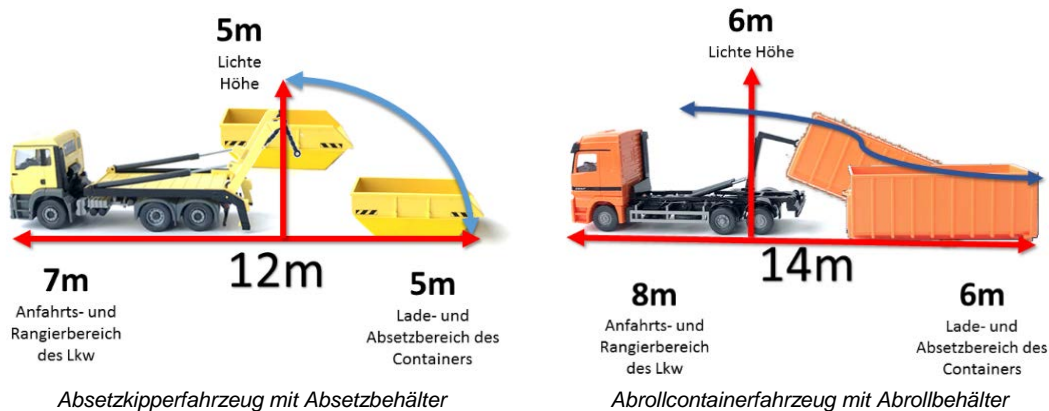 5m
Lichte
Höhe
12m
7m
Anfahrts- und
Rangierbereich
des Lkw
5m
Lade- und
Absetzbereich des
Containers
Absetzkipperfahrzeug mit Absetzbehälter
6m
Lichte Höhe
14m
8m
Anfahrts- und
Rangierbereich
des Lkw
6m
Lade- und
Absetzbereich des
Containers
Abrollcontainerfahrzeug mit Abrollbehälter